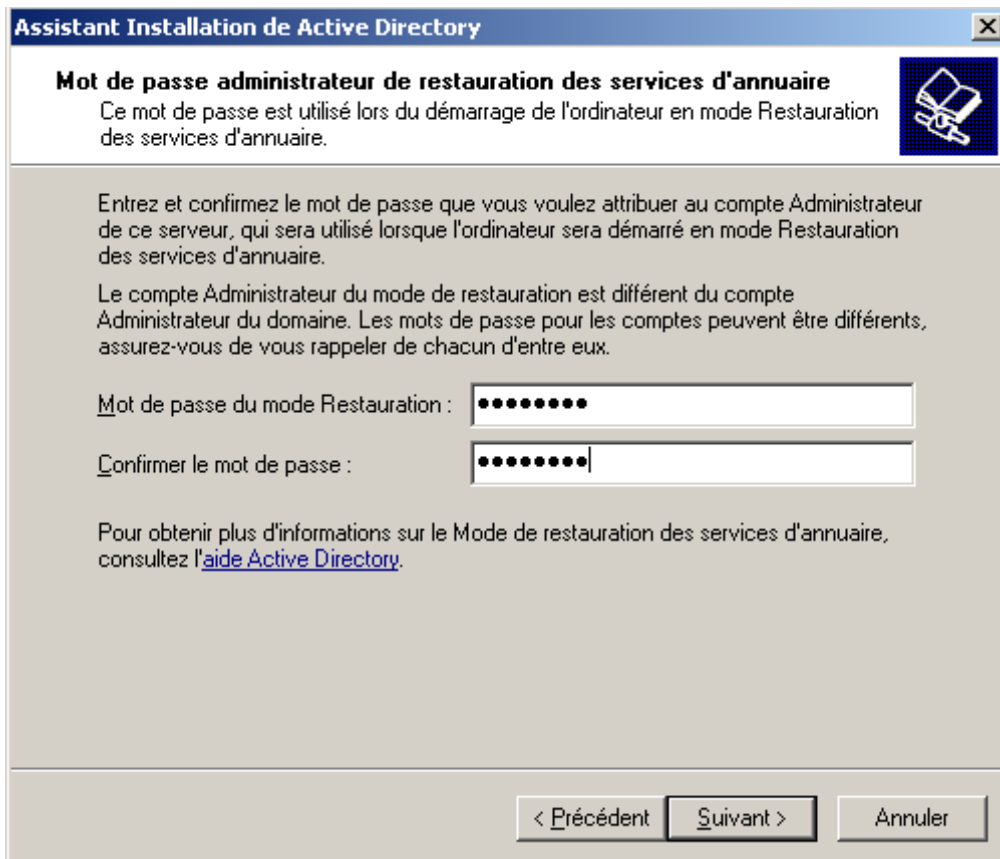 Assistant Installation de Active Directory
Mot de passe administrateur de restauration des services d'annuaire
Ce mot de passe est utilisé lors du démarrage de l'ordinateur en mode Restauration
des services d'annuaire.
Entrez et confirmez le mot de passe que vous voulez attribuer au compte Administrateur
de ce serveur, qui sera utilisé lorsque l'ordinateur sera démarré en mode Restauration
des services d'annuaire.
Le compte Administrateur du mode de restauration est différent du compte
Administrateur du domaine. Les mots de passe pour les comptes peuvent être différents,
assurez-vous de vous rappeler de chacun d'entre eux.
Mot de passe du mode Restauration : ●●●●●●●●
Confirmer le mot de passe : ●●●●●●●●
Pour obtenir plus d'informations sur le Mode de restauration des services d'annuaire,
consultez l'aide Active Directory.
< Précédent Suivant > Annuler